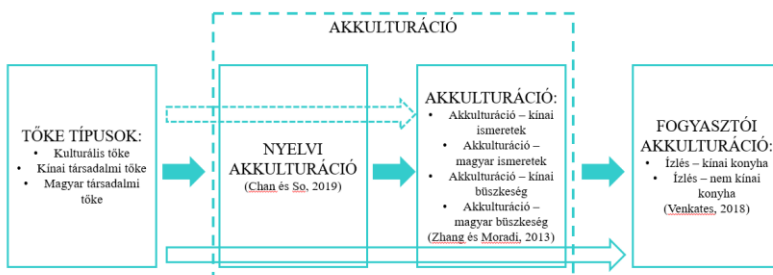 AKKULTURÁCIÓ
TŐKE TÍPUSOK:
• Kulturális tőke
• Kínai társadalmi tőke
• Magyar társadalmi
tőke
NYELVI
AKKULTURÁCIÓ
(Chan és So, 2019)
AKKULTURÁCIÓ:
• Akkulturáció – kínai
ismeretek
• Akkulturáció –
magyar ismeretek
• Akkulturáció – kínai
büszkeség
• Akkulturáció –
magyar büszkeség
(Zhang és Moradi, 2013)
FOGYASZTÓI
AKKULTURÁCIÓ:
• Ízlés – kínai konyha
• Ízlés – nem kínai
konyha
(Venkates, 2018)